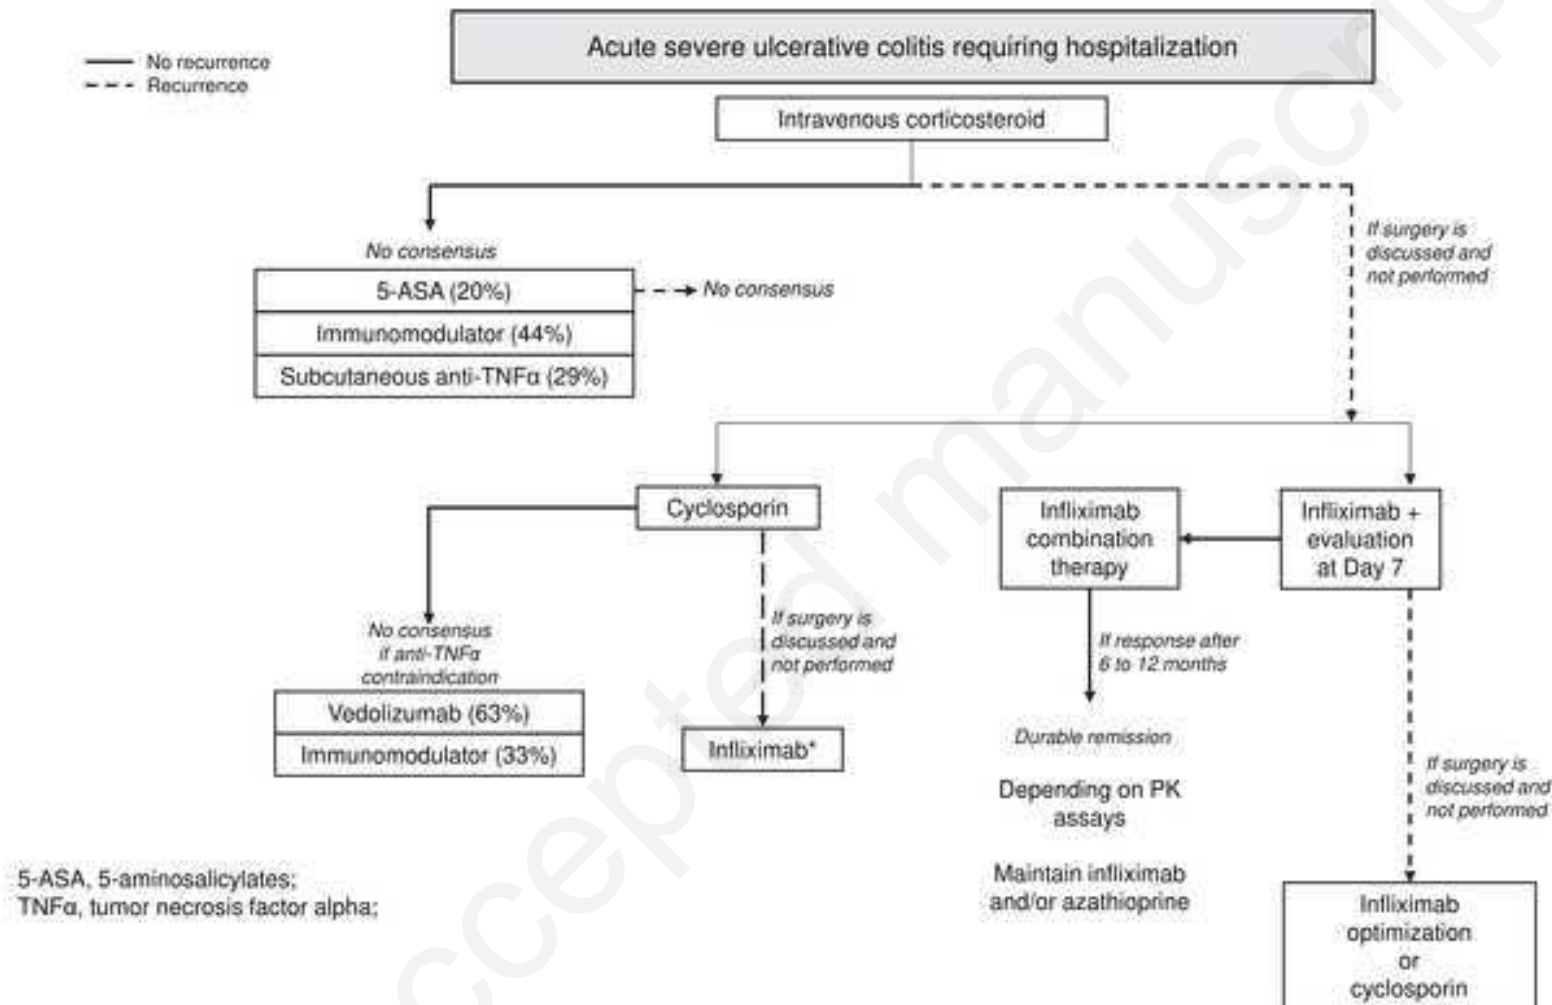 Acute severe ulcerative colitis requiring hospitalization
No recurrence
Recurrence
Intravenous corticosteroid
If surgery is
discussed and
not performed
No consensus
5-ASA (20%)
No consensus
Immunomodulator (44%)
Subcutaneous anti-TNFα (29%)
Cyclosporin
Infliximab
combination
therapy
Infliximab +
evaluation
at Day 7
No consensus
if anti-TNFα
contraindication
Vedolizumab (63%)
Immunomodulator (33%)
If surgery is
discussed and
not performed
Infliximab*
If response after
6 to 12 months
Durable remission
Depending on PK
assays
Maintain infliximab
and/or azathioprine
If surgery is
discussed and
not performed
Infliximab
optimization
or
cyclosporin
5-ASA, 5-aminosalicylates;
TNFα, tumor necrosis factor alpha;
ccepted manuscrip